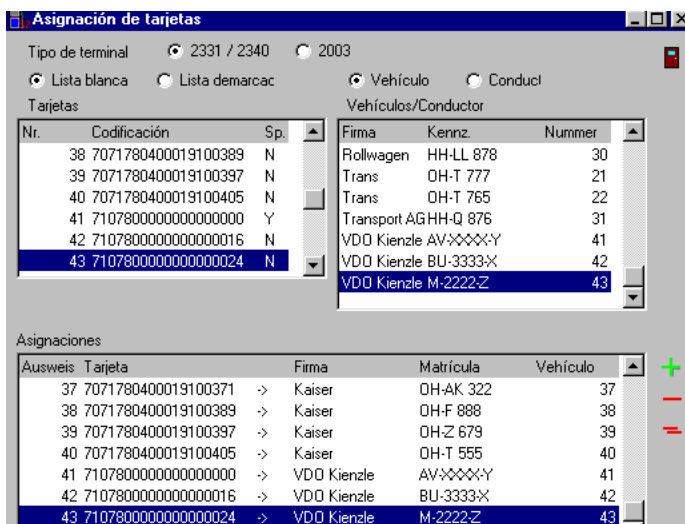 Asignación de tarjetas
Tipo de terminal 2331 / 2340 2003
Lista blanca Lista demarcac Vehículo Conduct
Tarjetas Vehículos/Conductor
Nr. Codificación Sp. Firma Kennz. Nummer
38 7071780400019100389 N Rollwagen HH-LL 878 30
39 7071780400019100397 N Trans OH-T 777 21
40 7071780400019100405 N Trans OH-T 765 22
41 7107800000000000000 Y Transport AG HH-Q 876 31
42 7107800000000000016 N VDO Kienzle AV-XXXX-Y 41
43 7107800000000000024 N VDO Kienzle BU-3333-X 42
VDO Kienzle M-2222-Z 43
Asignaciones
Ausweis Tarjeta Firma Matrícula Vehículo
37 7071780400019100371 -> Kaiser OH-AK 322 37
38 7071780400019100389 -> Kaiser OH-F 888 38
39 7071780400019100397 -> Kaiser OH-Z 679 39
40 7071780400019100405 -> Kaiser OH-T 555 40
41 7107800000000000000 -> VDO Kienzle AV-XXXX-Y 41
42 7107800000000000016 -> VDO Kienzle BU-3333-X 42
43 7107800000000000024 -> VDO Kienzle M-2222-Z 43